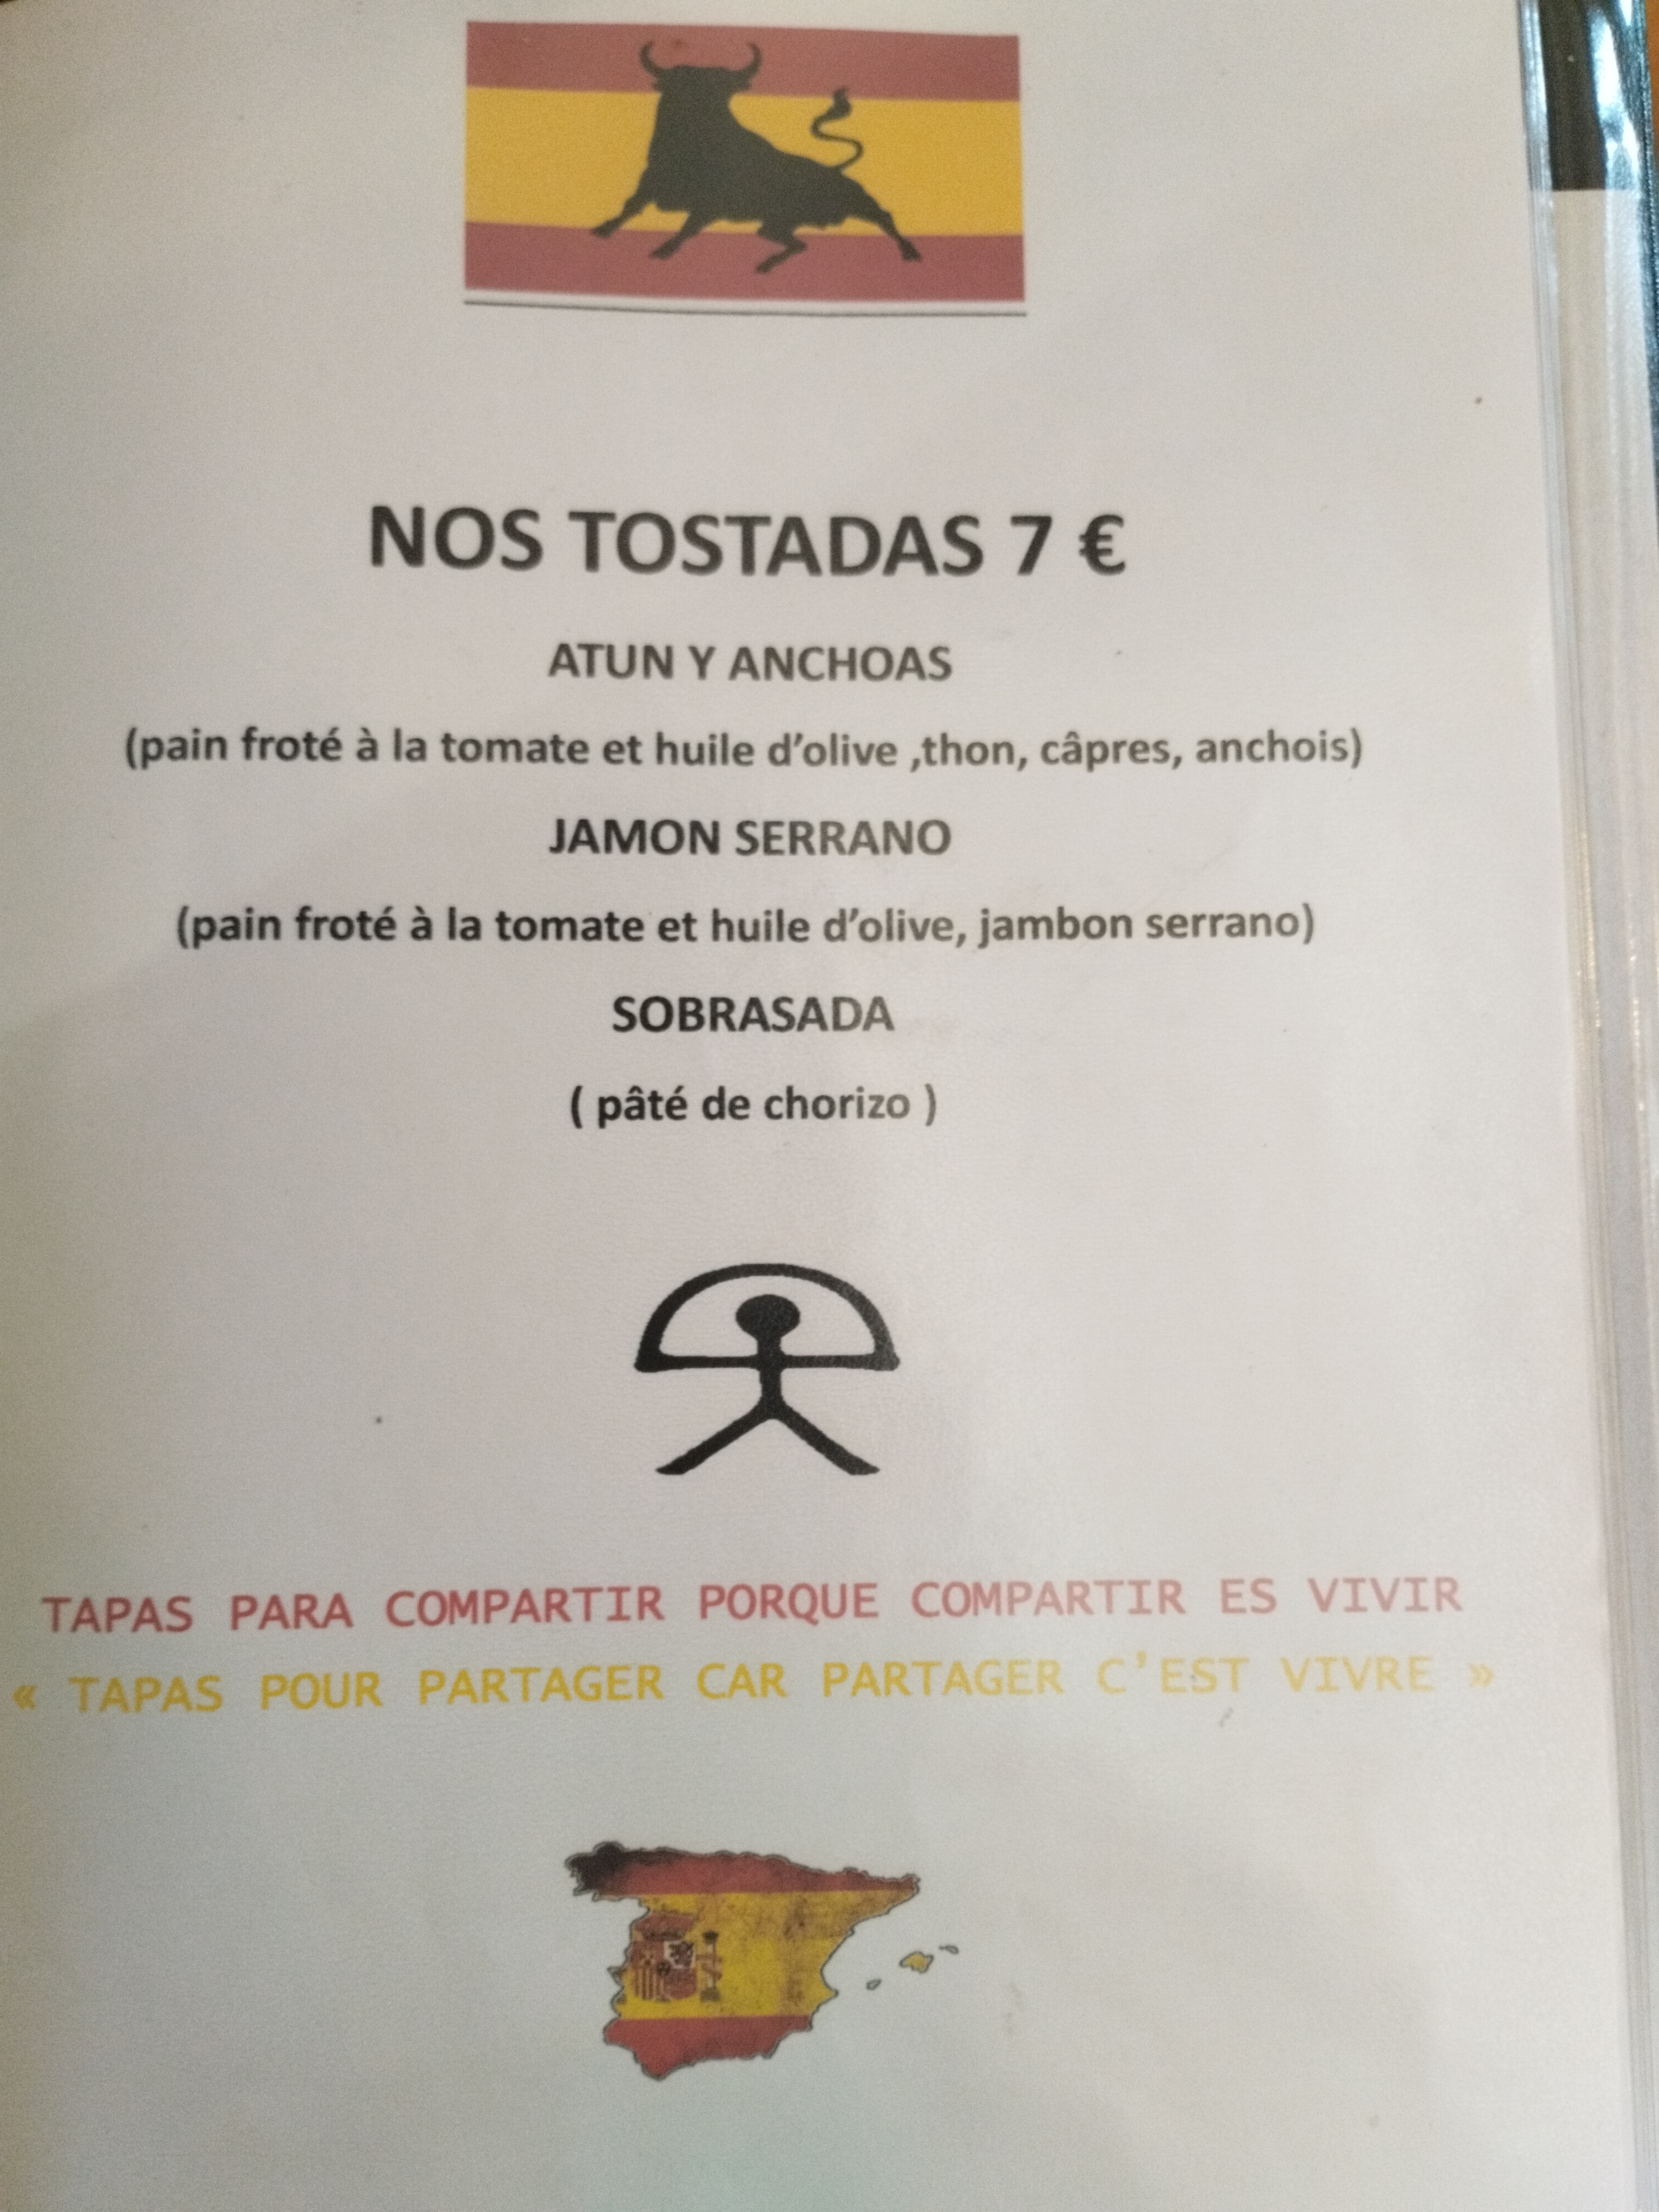 NOS TOSTADAS 7 €
ATUN Y ANCHOAS
(pain froté à la tomate et huile d’olive ,thon, câpres, anchois)
JAMON SERRANO
(pain froté à la tomate et huile d’olive, jambon serrano)
SOBRASADA
( pâté de chorizo )
TAPAS PARA COMPARTIR PORQUE COMPARTIR ES VIVIR
« TAPAS POUR PARTAGER CAR PARTAGER C'EST VIVRE »